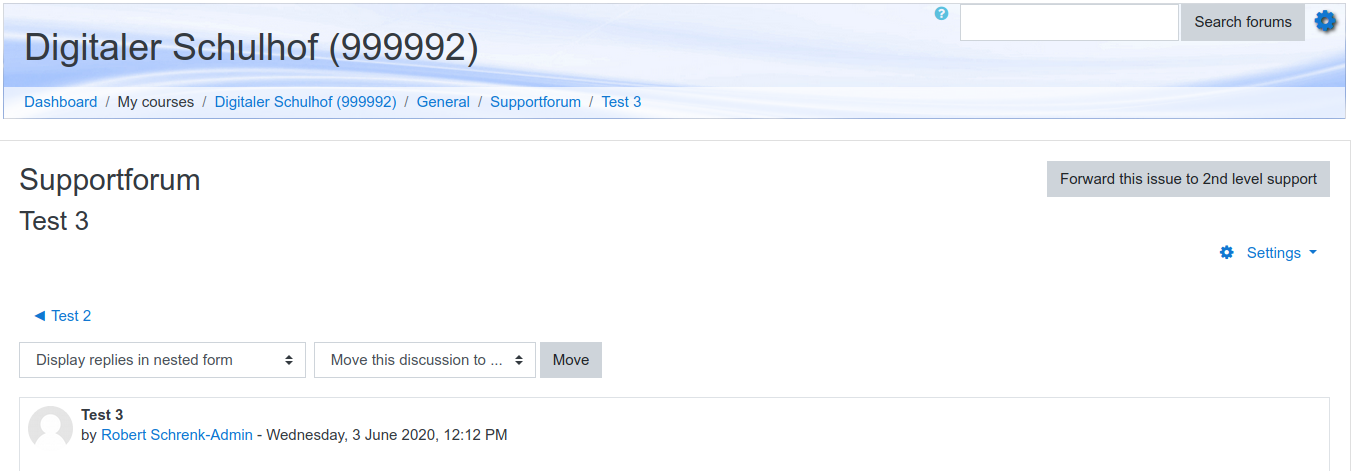 Search forums
Digitaler Schulhof (999992)
Dashboard / My courses / Digitaler Schulhof (999992) / General / Supportforum / Test 3
Supportforum
Forward this issue to 2nd level support
Test 3
Settings
◄ Test 2
Display replies in nested form
Move this discussion to ...
Move
Test 3
by Robert Schrenk-Admin - Wednesday, 3 June 2020, 12:12 PM